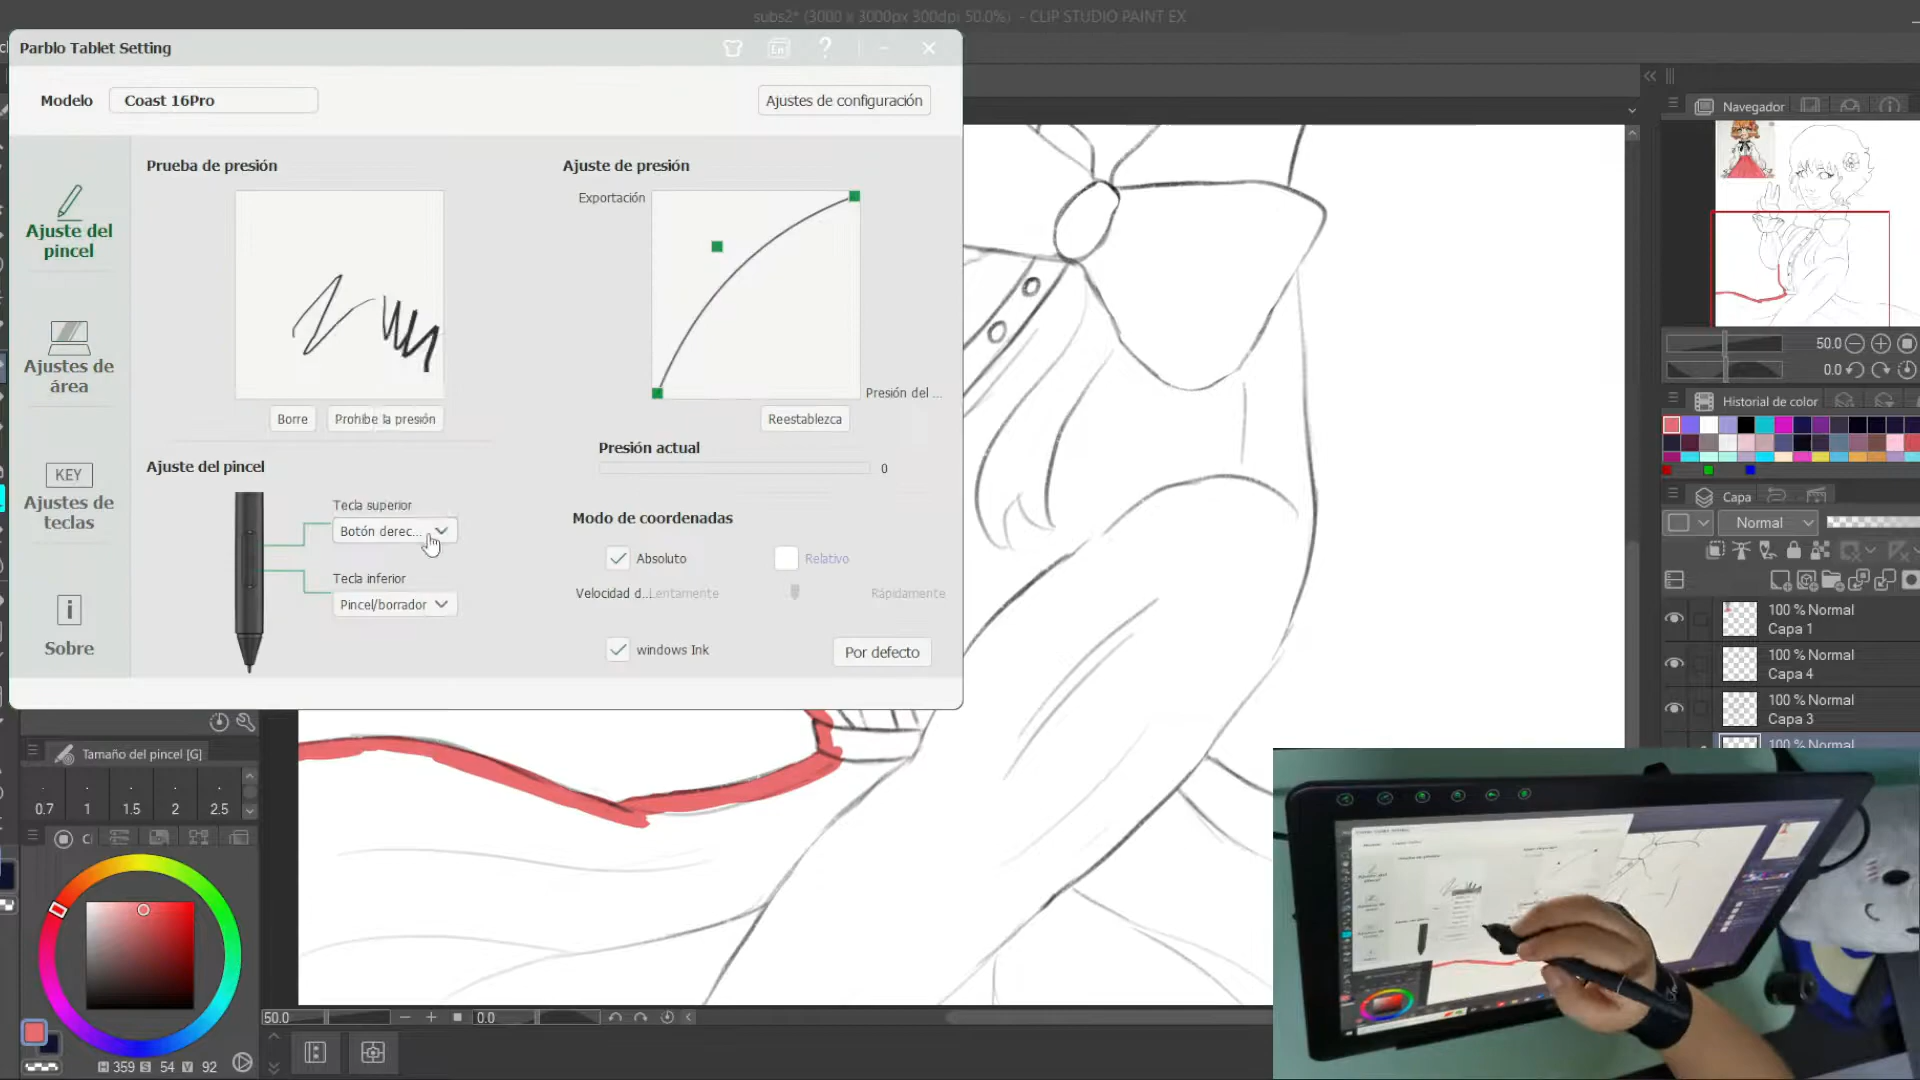 subs2* (3000 x 3000px 300dpi 50.0%) - CLIP STUDIO PAINT EX
Parblo Tablet Setting
En
?
Modelo
Coast 16Pro
Ajustes de configuración
Ajuste del
pincel
Ajustes de
área
KEY
Ajustes de
teclas
Sobre
Prueba de presión
Borre
Prohíbe la presión
Ajuste de presión
Exportación
Presión del ...
Reestablezca
Presión actual
0
Ajuste del pincel
Tecla superior
Botón derec...
Tecla inferior
Pincel/borrador
Modo de coordenadas
Absoluto
Relativo
Velocidad d...
Lentamente
Rápidamente
windows Ink
Por defecto
Navegador
50.0
0.0
Historial de color
Capa
Normal
100 % Normal
Capa 1
100 % Normal
Capa 4
100 % Normal
Capa 3
100 % Normal
Tamaño del pincel [G]
0.7
1
1.5
2
2.5
H 359 S 54 V 92
50.0
0.0